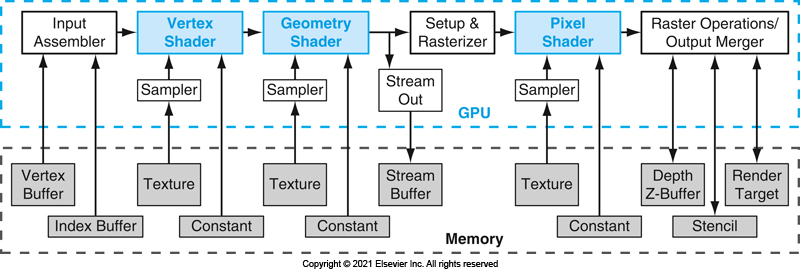 Input
Assembler
Vertex
Shader
Geometry
Shader
Setup &
Rasterizer
Pixel
Shader
Raster Operations/
Output Merger
Sampler
Sampler
Stream
Out
Sampler
GPU
Vertex
Buffer
Texture
Texture
Stream
Buffer
Texture
Depth
Z-Buffer
Render
Target
Index Buffer
Constant
Constant
Constant
Stencil
Memory
Copyright © 2021 Elsevier Inc. All rights reserved